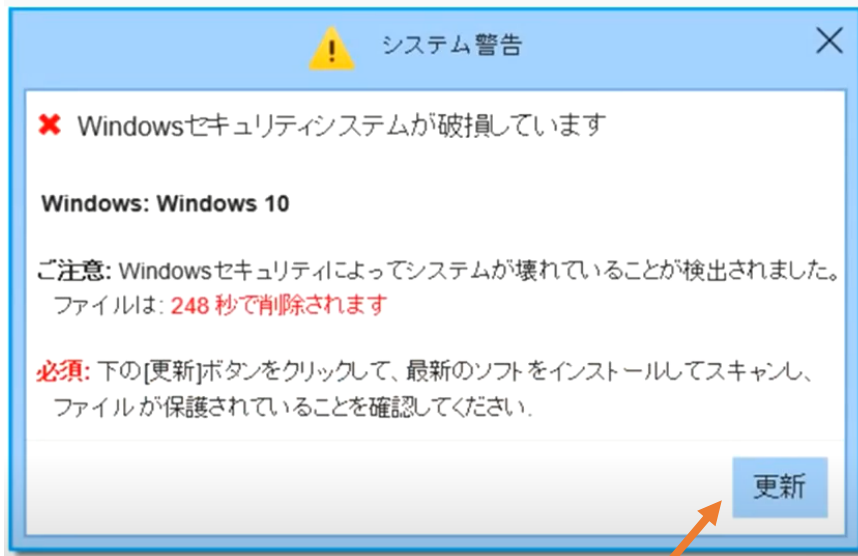 システム警告
Windowsセキュリティシステムが破損しています
Windows: Windows 10
ご注意: Windowsセキュリティによってシステムが壊れていることが検出されました。
ファイルは: 248 秒で削除されます
必須: 下の[更新]ボタンをクリックして、最新のソフトをインストールしてスキャンし、
ファイルが保護されていることを確認してください.
更新